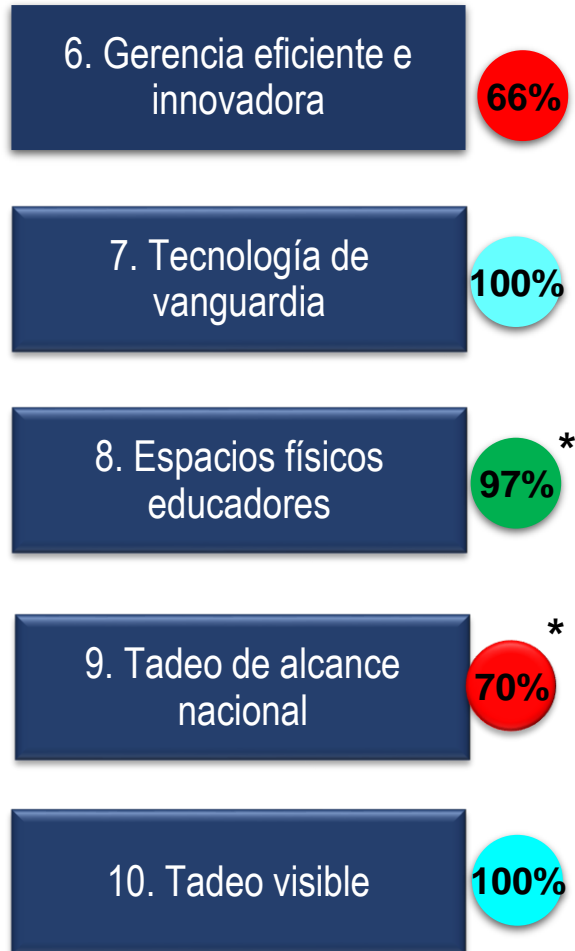 6. Gerencia eficiente e
innovadora
66%
7. Tecnología de
vanguardia
100%
8. Espacios físicos
educadores
97%
*
9. Tadeo de alcance
nacional
70%
*
10. Tadeo visible
100%